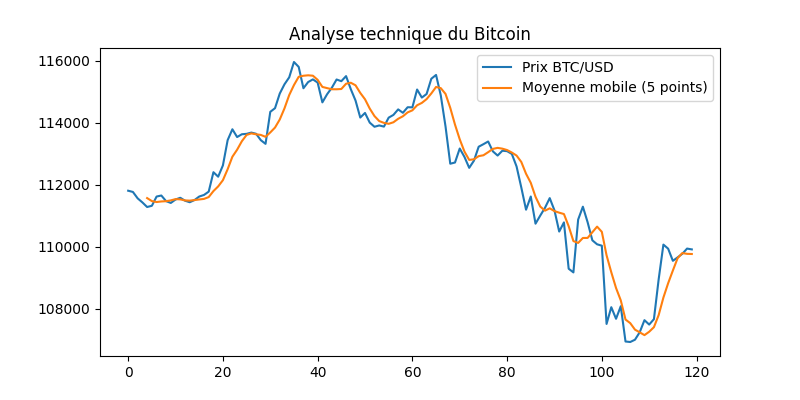 Analyse technique du Bitcoin
Prix BTC/USD
Moyenne mobile (5 points)
116000
114000
112000
110000
108000
0 20 40 60 80 100 120